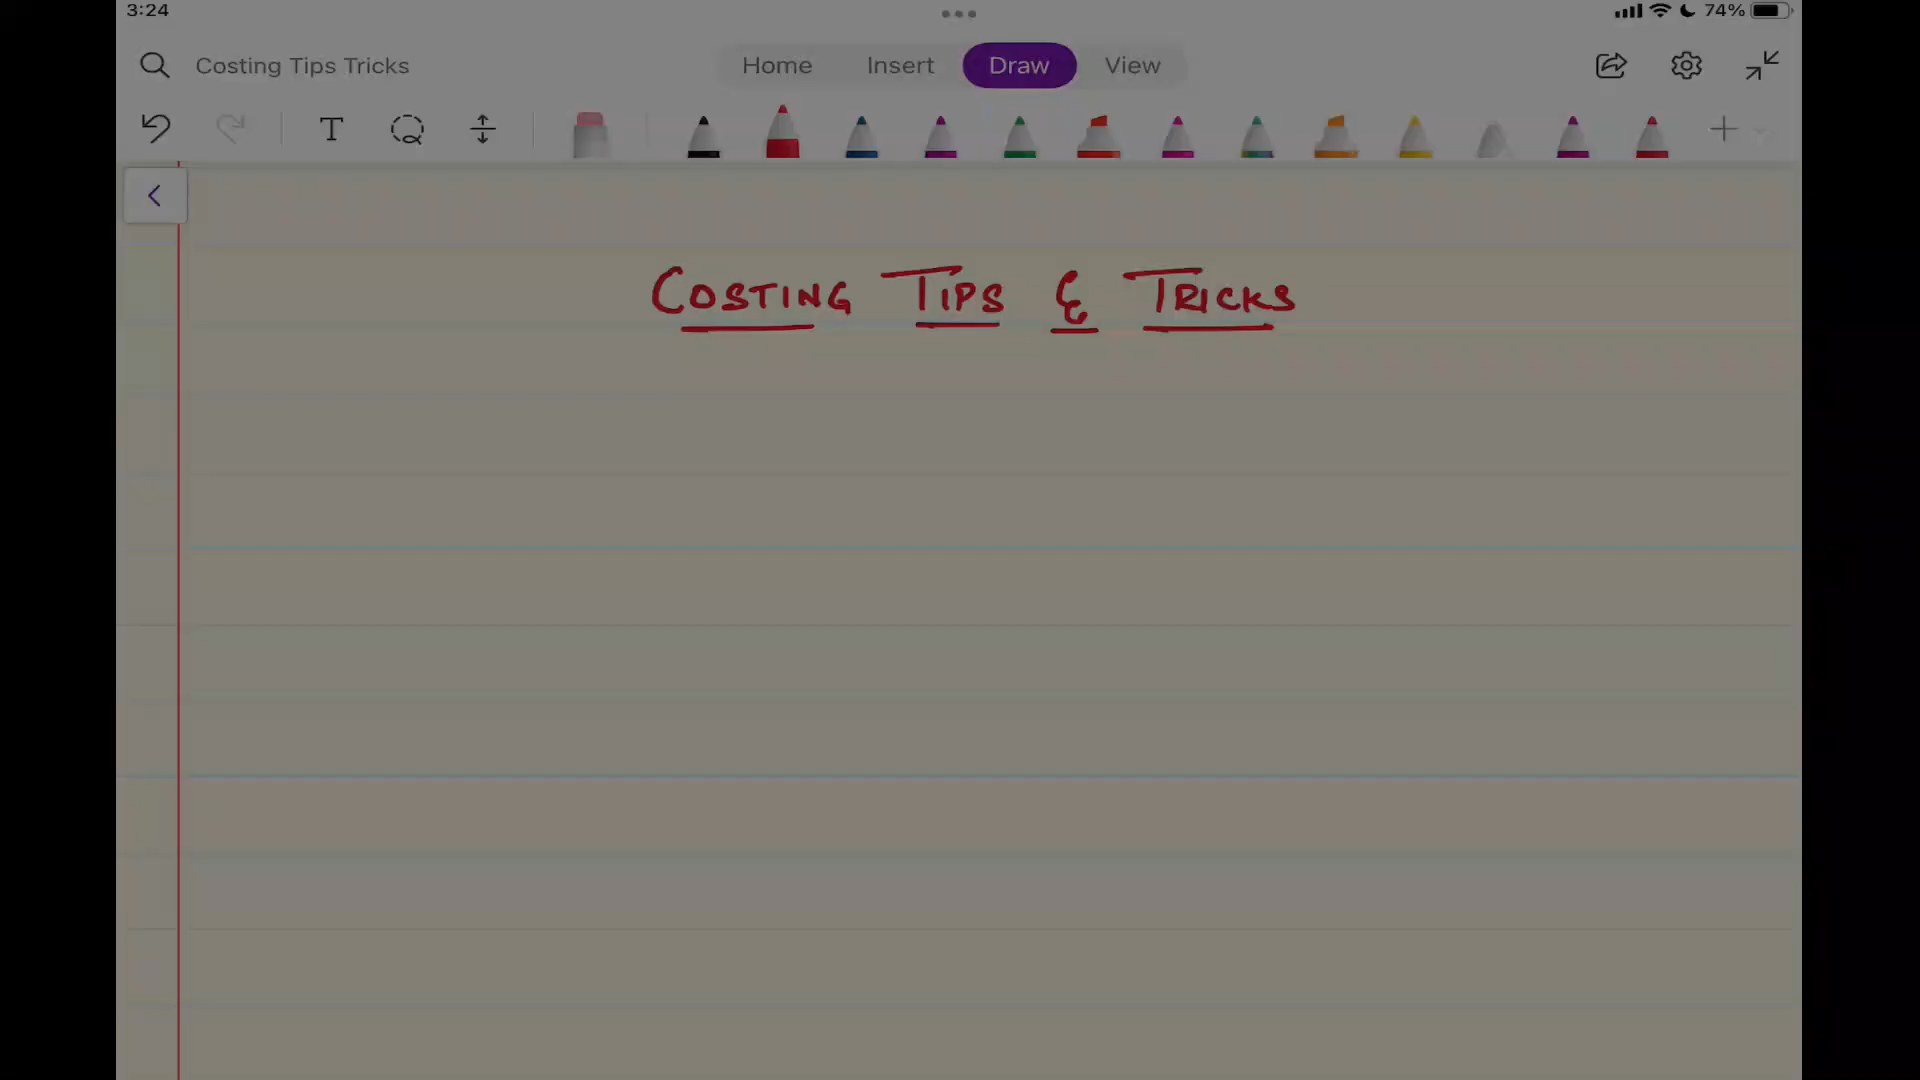 3:24
74%
Costing Tips Tricks
Home Insert Draw View
T
COSTING TIPS & TRICKS